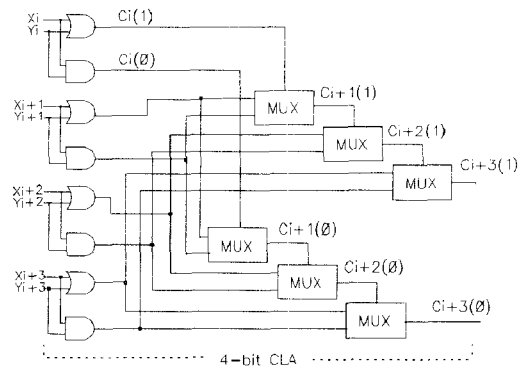 Xi
Yi
Ci(1)
Ci(Ø)
Xi+1
Yi+1
MUX
Ci+1(1)
MUX
Ci+2(1)
MUX
Ci+3(1)
Xi+2
Yi+2
MUX
Ci+1(Ø)
MUX
Ci+2(Ø)
Xi+3
Yi+3
MUX
Ci+3(Ø)
4-bit CLA